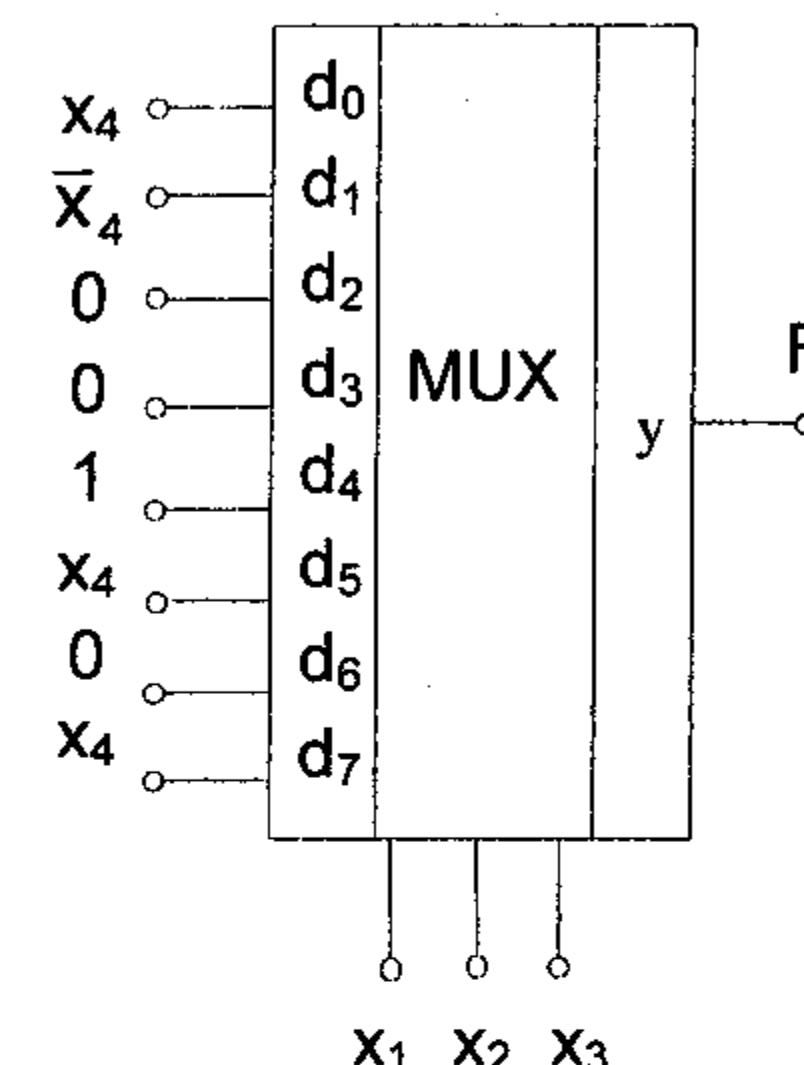 x₄ d₀
x̄₄ d₁
0 d₂
0 d₃ MUX
y
1 d₄
x₄ d₅
0 d₆
x₄ d₇
x₁ x₂ x₃